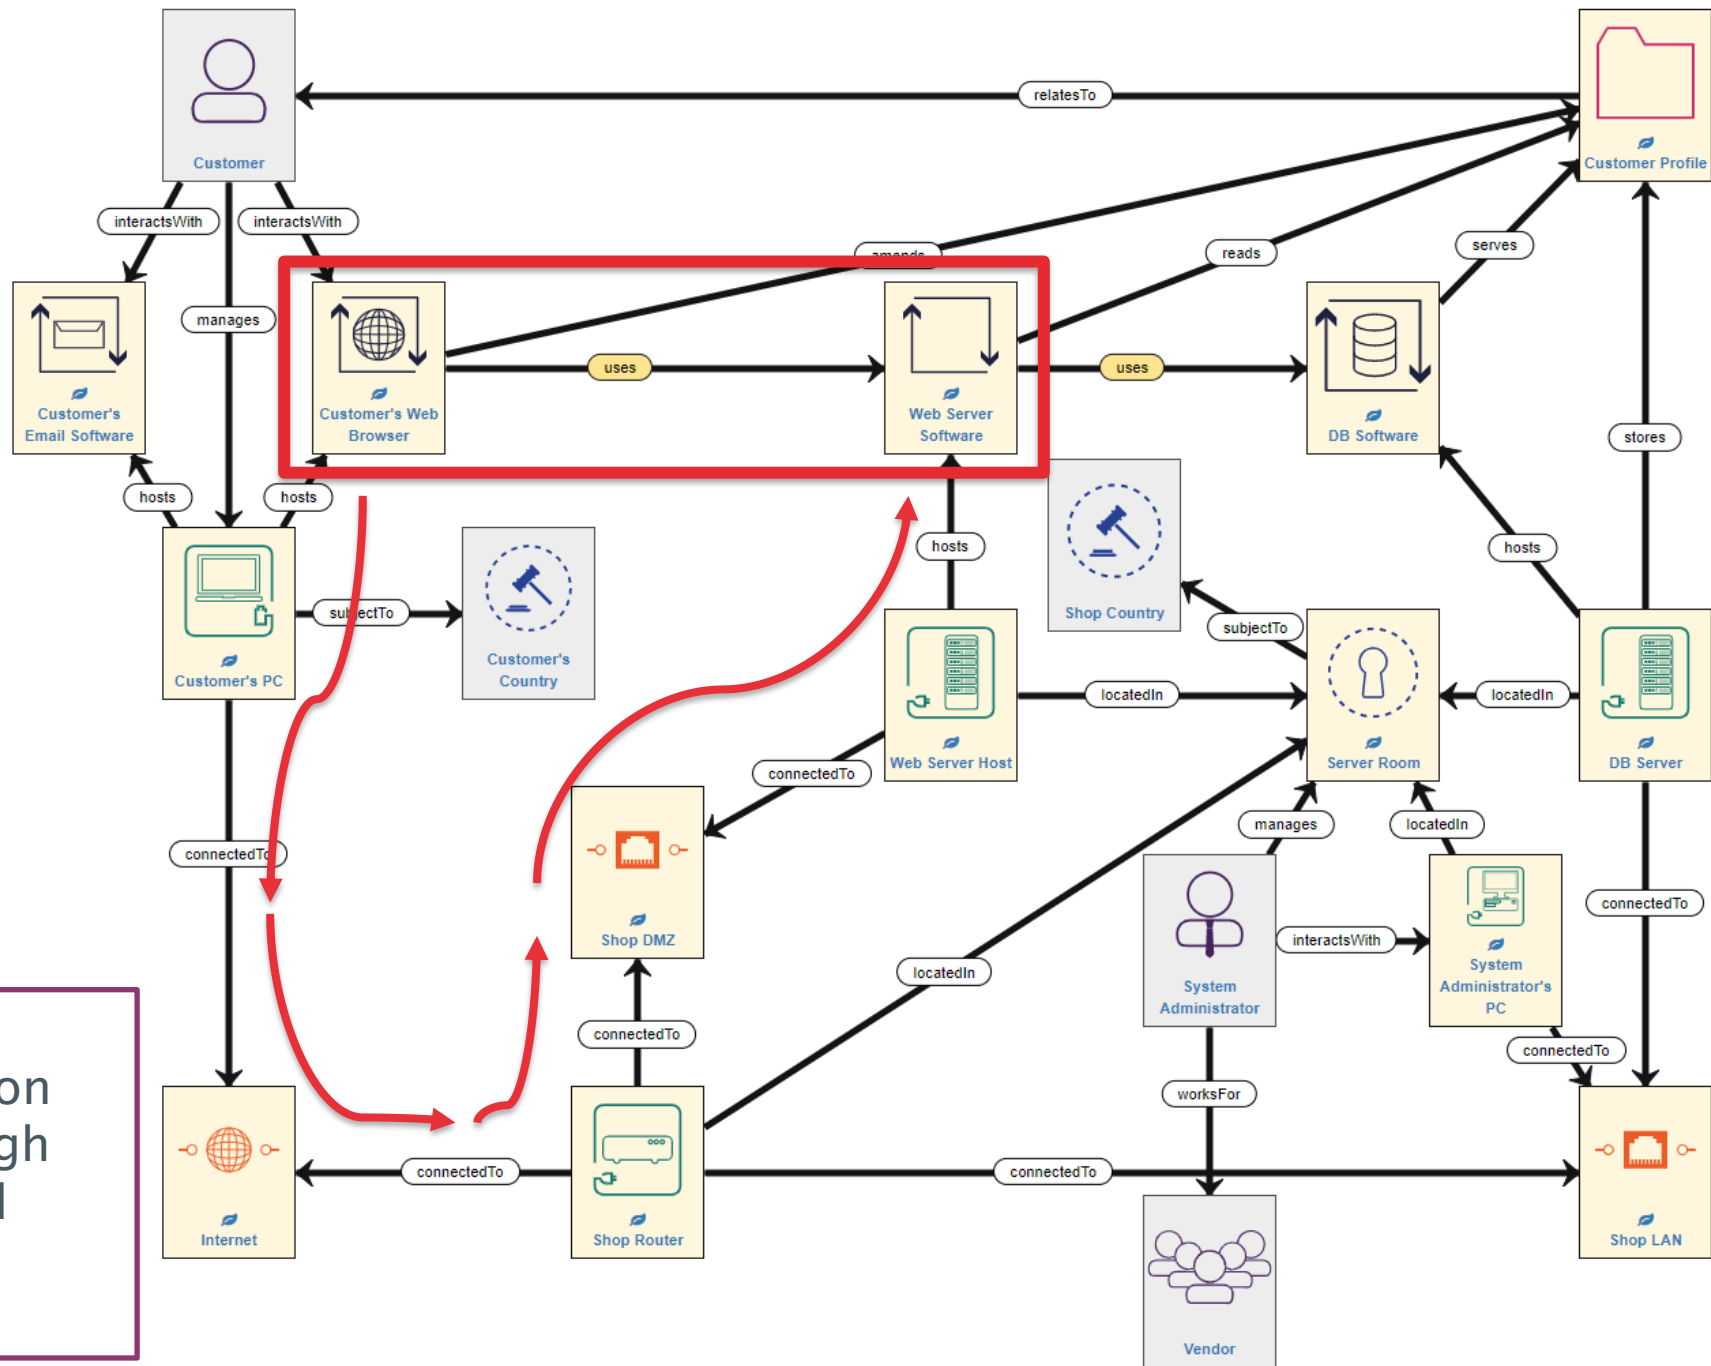 relatesTo
Customer
Customer Profile
interactsWith
interactsWith
amends
reads
serves
manages
uses
uses
Customer's
Email Software
Customer's Web
Browser
Web Server
Software
DB Software
stores
hosts
hosts
hosts
hosts
subjectTo
Shop Country
subjectTo
Customer's PC
Customer's
Country
locatedIn
locatedIn
Web Server Host
Server Room
DB Server
connectedTo
manages
locatedIn
connectedTo
connectedTo
Shop DMZ
interactsWith
locatedIn
System
Administrator
System
Administrator's
PC
connectedTo
connectedTo
on
gh
worksFor
connectedTo
connectedTo
Internet
Shop Router
Shop LAN
Vendor